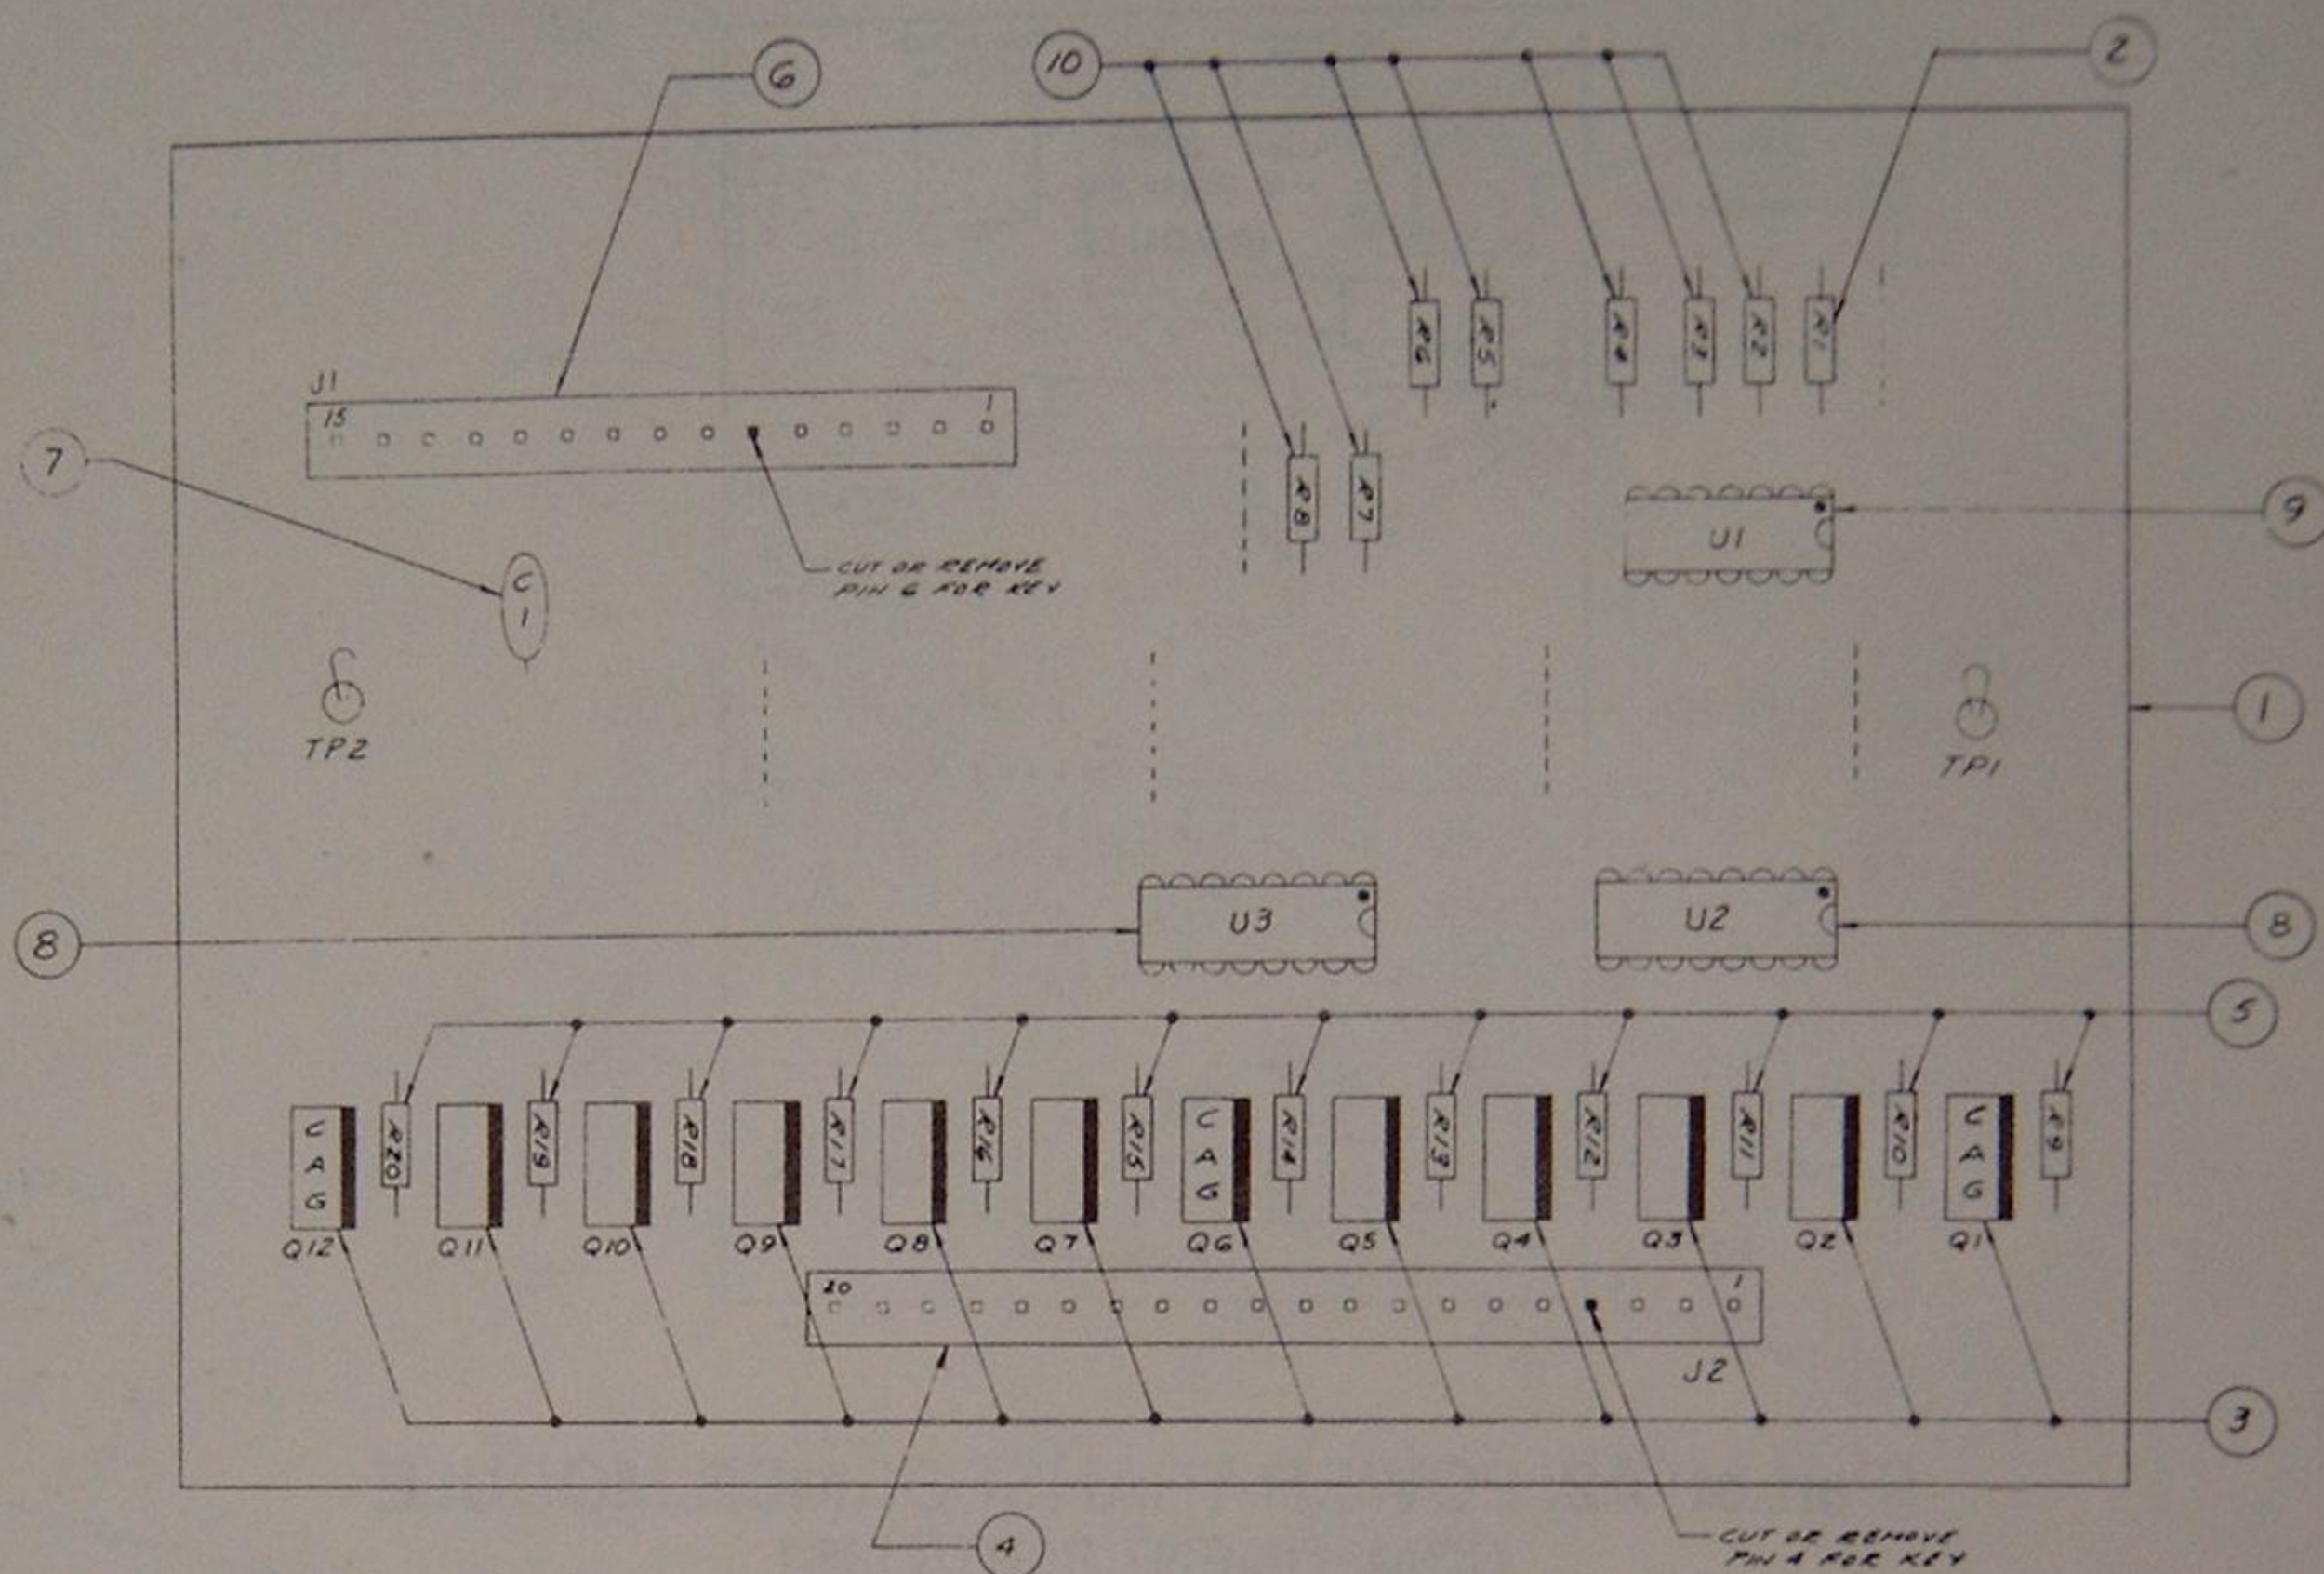 6
10
2
R6
R5
R4
R3
R2
R1
J1
15
1
7
R8
R7
9
U1
C
1
CUT OR REMOVE
PIN 6 FOR KEY
TP2
TP1
1
8
U3
U2
8
5
R20
R19
R18
R17
R16
R15
R14
R13
R12
R11
R10
R9
C
A
G
C
A
G
C
A
G
Q12
Q11
Q10
Q9
Q8
Q7
Q6
Q5
Q4
Q3
Q2
Q1
20
1
J2
3
4
CUT OR REMOVE
PIN 4 FOR KEY